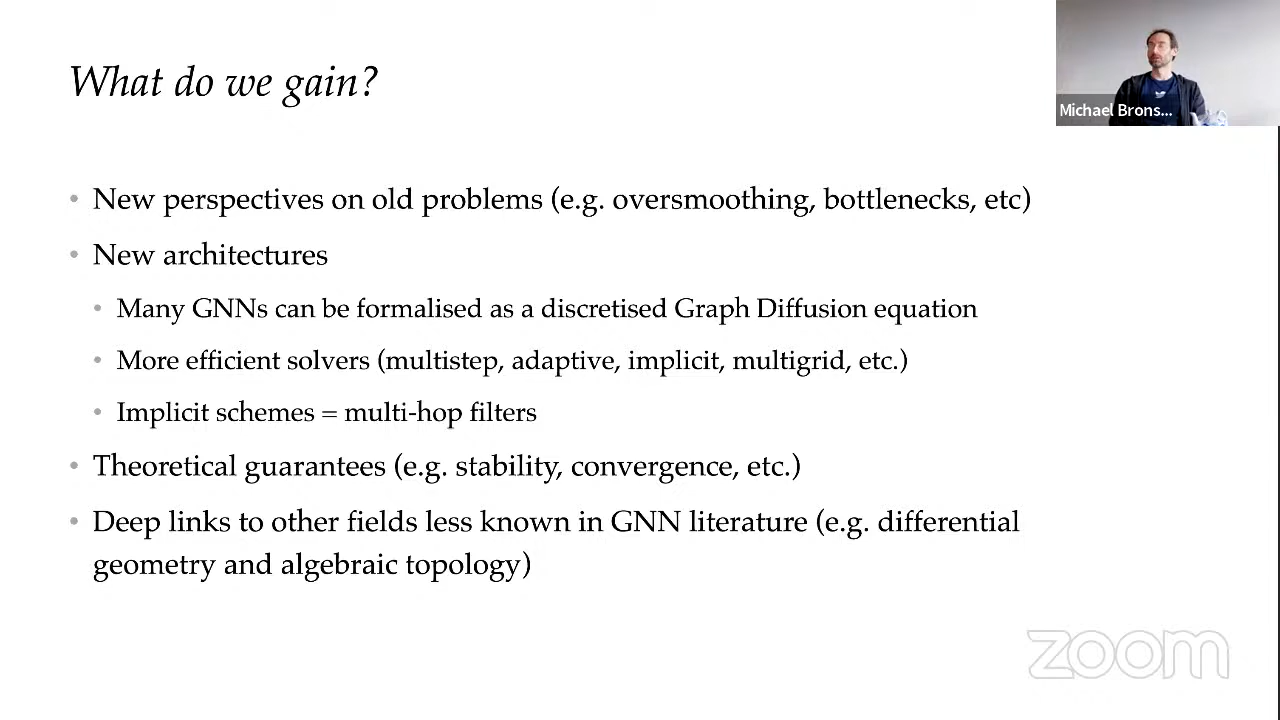 What do we gain?
Michael Brons...
• New perspectives on old problems (e.g. oversmoothing, bottlenecks, etc)
• New architectures
• Many GNNs can be formalised as a discretised Graph Diffusion equation
• More efficient solvers (multistep, adaptive, implicit, multigrid, etc.)
• Implicit schemes = multi-hop filters
• Theoretical guarantees (e.g. stability, convergence, etc.)
• Deep links to other fields less known in GNN literature (e.g. differential
geometry and algebraic topology)
zoom